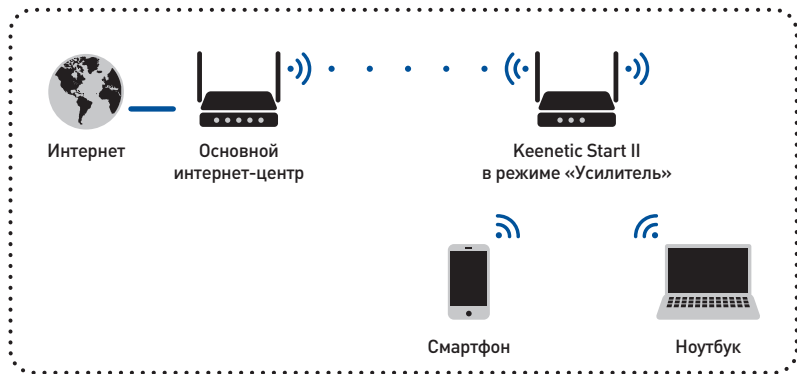 Интернет
Основной
интернет-центр
Keenetic Start II
в режиме «Усилитель»
Смартфон
Ноутбук